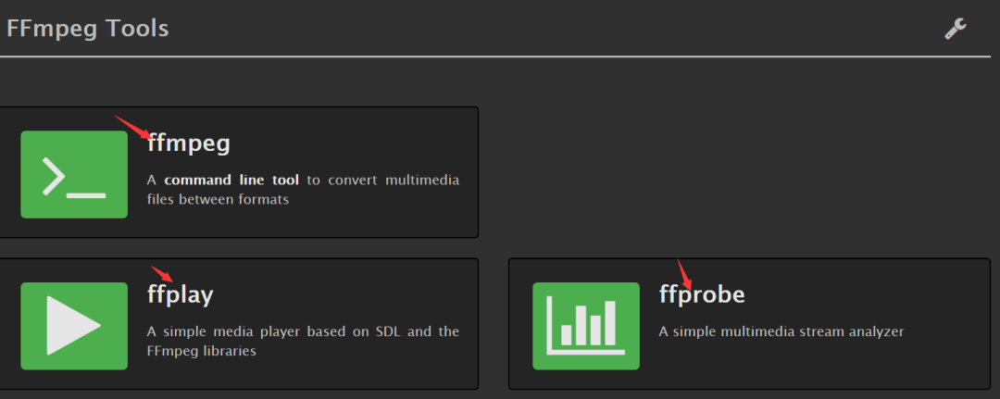 FFmpeg Tools
ffmpeg
A command line tool to convert multimedia
files between formats
ffplay
A simple media player based on SDL and the
FFmpeg libraries
ffprobe
A simple multimedia stream analyzer